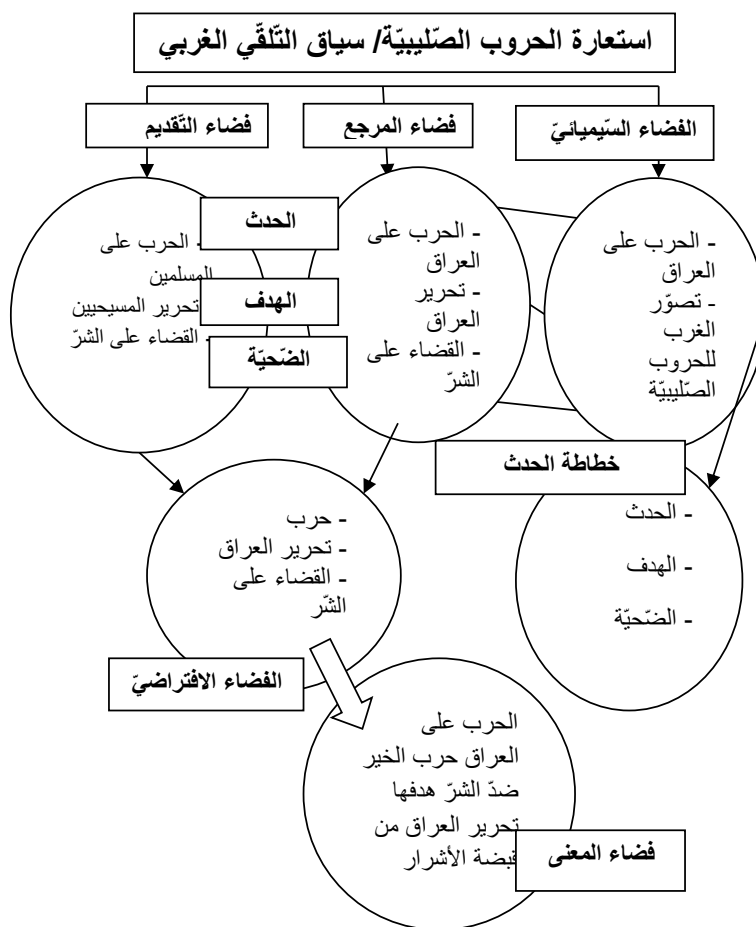 استعارة الحروب الصّليبيّة/ سياق التّلقّي الغربي
الفضاء السّيميائيّ
فضاء المرجع
فضاء التّقديم
- الحرب على
العراق
- تصوّر
الغرب
للحروب
الصّليبيّة
- الحرب على
العراق
- تحرير
العراق
- القضاء على
الشرّ
الحدث
الهدف
الضّحيّة
- الحرب على
المسلمين
تحرير المسيحيين
- القضاء على الشرّ
خطاطة الحدث
- الحدث
- الهدف
- الضّحيّة
- حرب
- تحرير العراق
- القضاء على
الشّر
الفضاء الافتراضيّ
الحرب على
العراق حرب الخير
ضدّ الشرّ هدفها
تحرير العراق من
قبضة الأشرار
فضاء المعنى